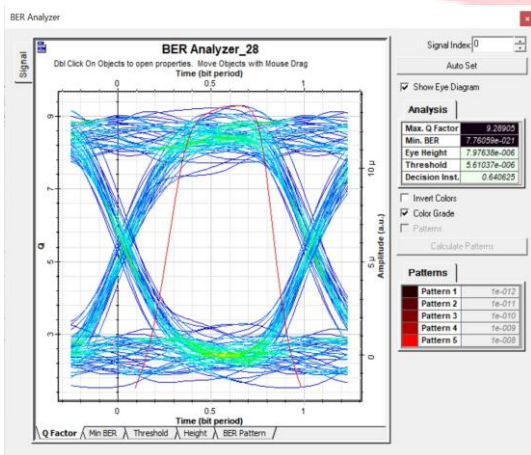 BER Analyzer
Signal
BER Analyzer_28
Dbl Click On Objects to open properties. Move Objects with Mouse Drag
Time (bit period)
0 0.5 1
9
7
5
3
Q
10 µ
5 µ
0
Amplitude (a.u.)
0 0.5 1
Time (bit period)
Q Factor Min BER Threshold Height BER Pattern
Signal Index: 0
Auto Set
Show Eye Diagram
Analysis
Max. Q Factor 9.28905
Min. BER 7.76059e-021
Eye Height 7.97638e-006
Threshold 5.61037e-006
Decision Inst. 0.640625
Invert Colors
Color Grade
Patterns
Calculate Patterns
Patterns
Pattern 1 1e-012
Pattern 2 1e-011
Pattern 3 1e-010
Pattern 4 1e-009
Pattern 5 1e-008